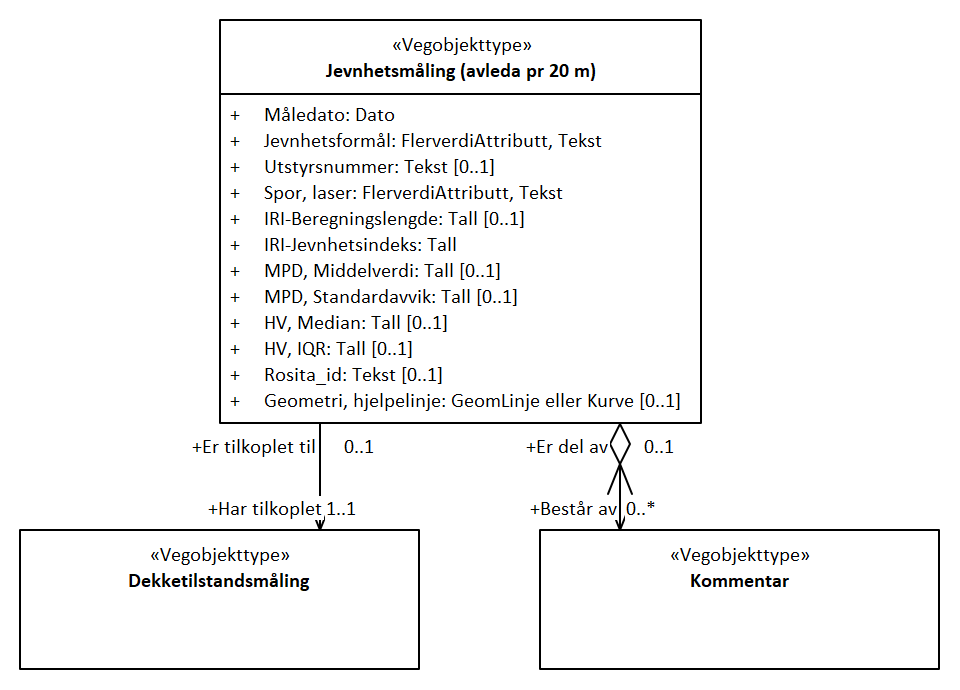 «Vegobjekttype»
Jevnhetsmåling (avleda pr 20 m)
+ Måledato: Dato
+ Jevnhetsformål: FlerverdiAttributt, Tekst
+ Utstyrsnummer: Tekst [0..1]
+ Spor, laser: FlerverdiAttributt, Tekst
+ IRI-Beregningslengde: Tall [0..1]
+ IRI-Jevnhetsindeks: Tall
+ MPD, Middelverdi: Tall [0..1]
+ MPD, Standardavvik: Tall [0..1]
+ HV, Median: Tall [0..1]
+ HV, IQR: Tall [0..1]
+ Rosita_id: Tekst [0..1]
+ Geometri, hjelpelinje: GeomLinje eller Kurve [0..1]
+Er tilkoplet til 0..1
+Er del av 0..1
+Har tilkoplet 1..1
+Består av 0..*
«Vegobjekttype»
Dekketilstandsmåling
«Vegobjekttype»
Kommentar